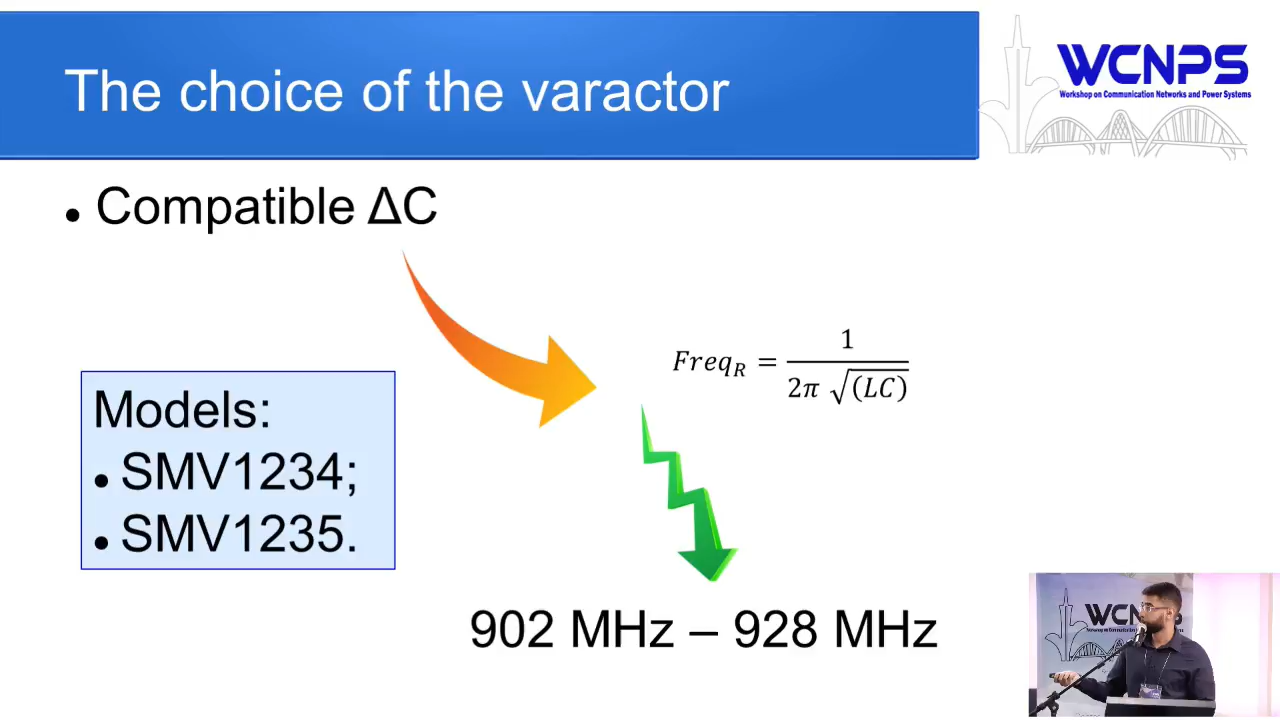 The choice of the varactor
WCNPS
Workshop on Communication Networks and Power Systems
• Compatible ΔC
Freq_R = 1 / (2π √(LC))
Models:
• SMV1234;
• SMV1235.
902 MHz – 928 MHz
WCNPS